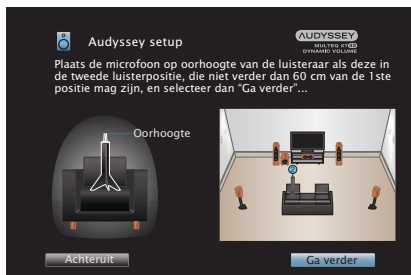 Audyssey setup
AUDYSSEY
MULTEQ XT32
DYNAMIC VOLUME
Plaats de microfoon op oorhoogte van de luisteraar als deze in
de tweede luisterpositie, die niet verder dan 60 cm van de 1ste
positie mag zijn, en selecteer dan "Ga verder"...
Oorhoogte
2
Achteruit
Ga verder